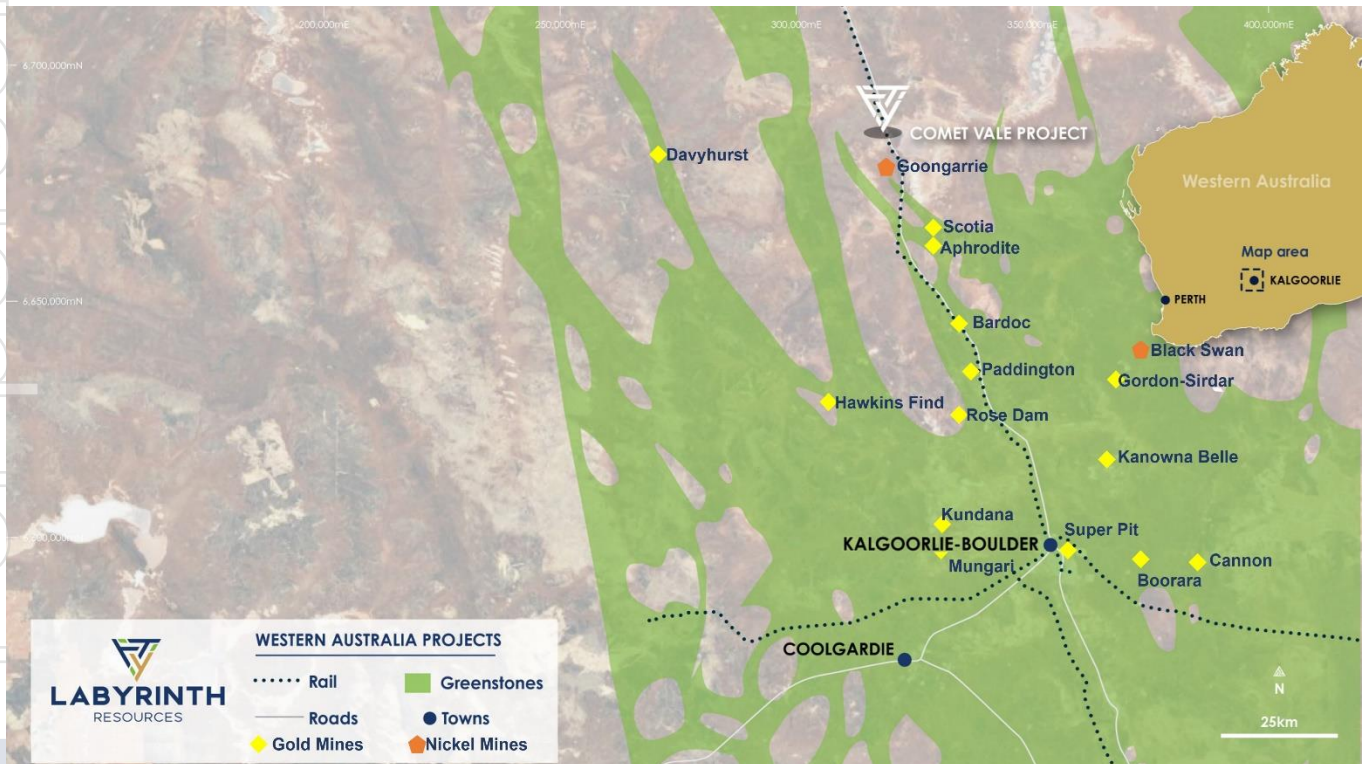 200,000mE
250,000mE
300,000mE
350,000mE
400,000mE
6,700,000mN
COMET VALE PROJECT
Davyhurst
Goongarrie
Western Australia
Scotia
Aphrodite
Map area
KALGOORLIE
PERTH
6,650,000mN
Bardoc
Black Swan
Paddington
Gordon-Sirdar
Hawkins Find
Rose Dam
Kanowna Belle
Kundana
Super Pit
KALGOORLIE-BOULDER
Mungari
Cannon
Boorara
COOLGARDIE
WESTERN AUSTRALIA PROJECTS
Rail
Greenstones
LABYRINTH
RESOURCES
Roads
Towns
Gold Mines
Nickel Mines
N
25km